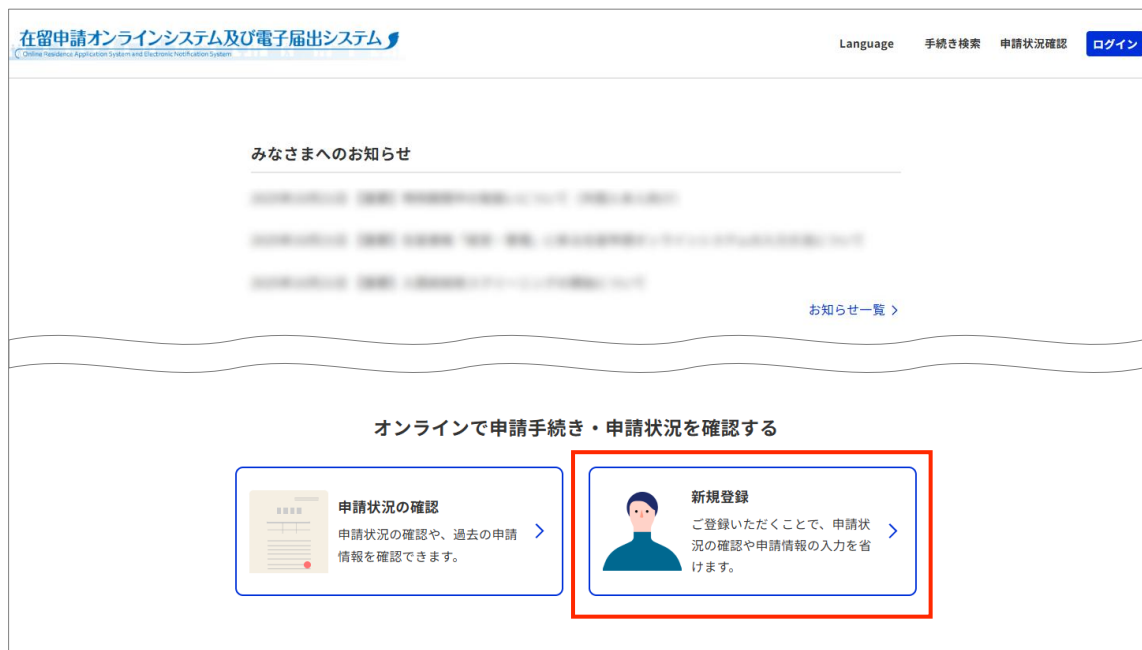 在留申請オンラインシステム及び電子届出システム
Online Residence Application System and Electronic Notification System
Language 手続き検索 申請状況確認 ログイン
みなさまへのお知らせ
お知らせ一覧
オンラインで申請手続き・申請状況を確認する
申請状況の確認
申請状況の確認や、過去の申請
情報を確認できます。
新規登録
ご登録いただくことで、申請状
況の確認や申請情報の入力を省
けます。